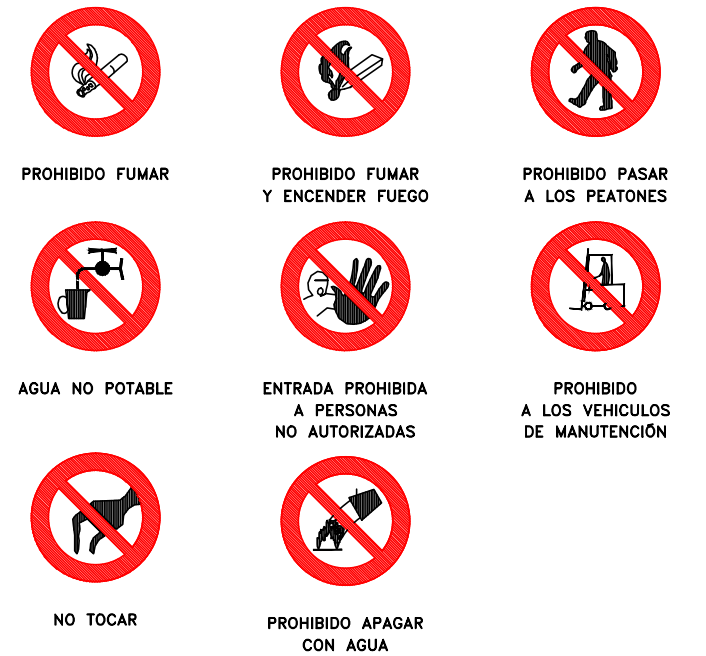 PROHIBIDO FUMAR
PROHIBIDO FUMAR
Y ENCENDER FUEGO
PROHIBIDO PASAR
A LOS PEATONES
AGUA NO POTABLE
ENTRADA PROHIBIDA
A PERSONAS
NO AUTORIZADAS
PROHIBIDO
A LOS VEHICULOS
DE MANUTENCIÓN
NO TOCAR
PROHIBIDO APAGAR
CON AGUA